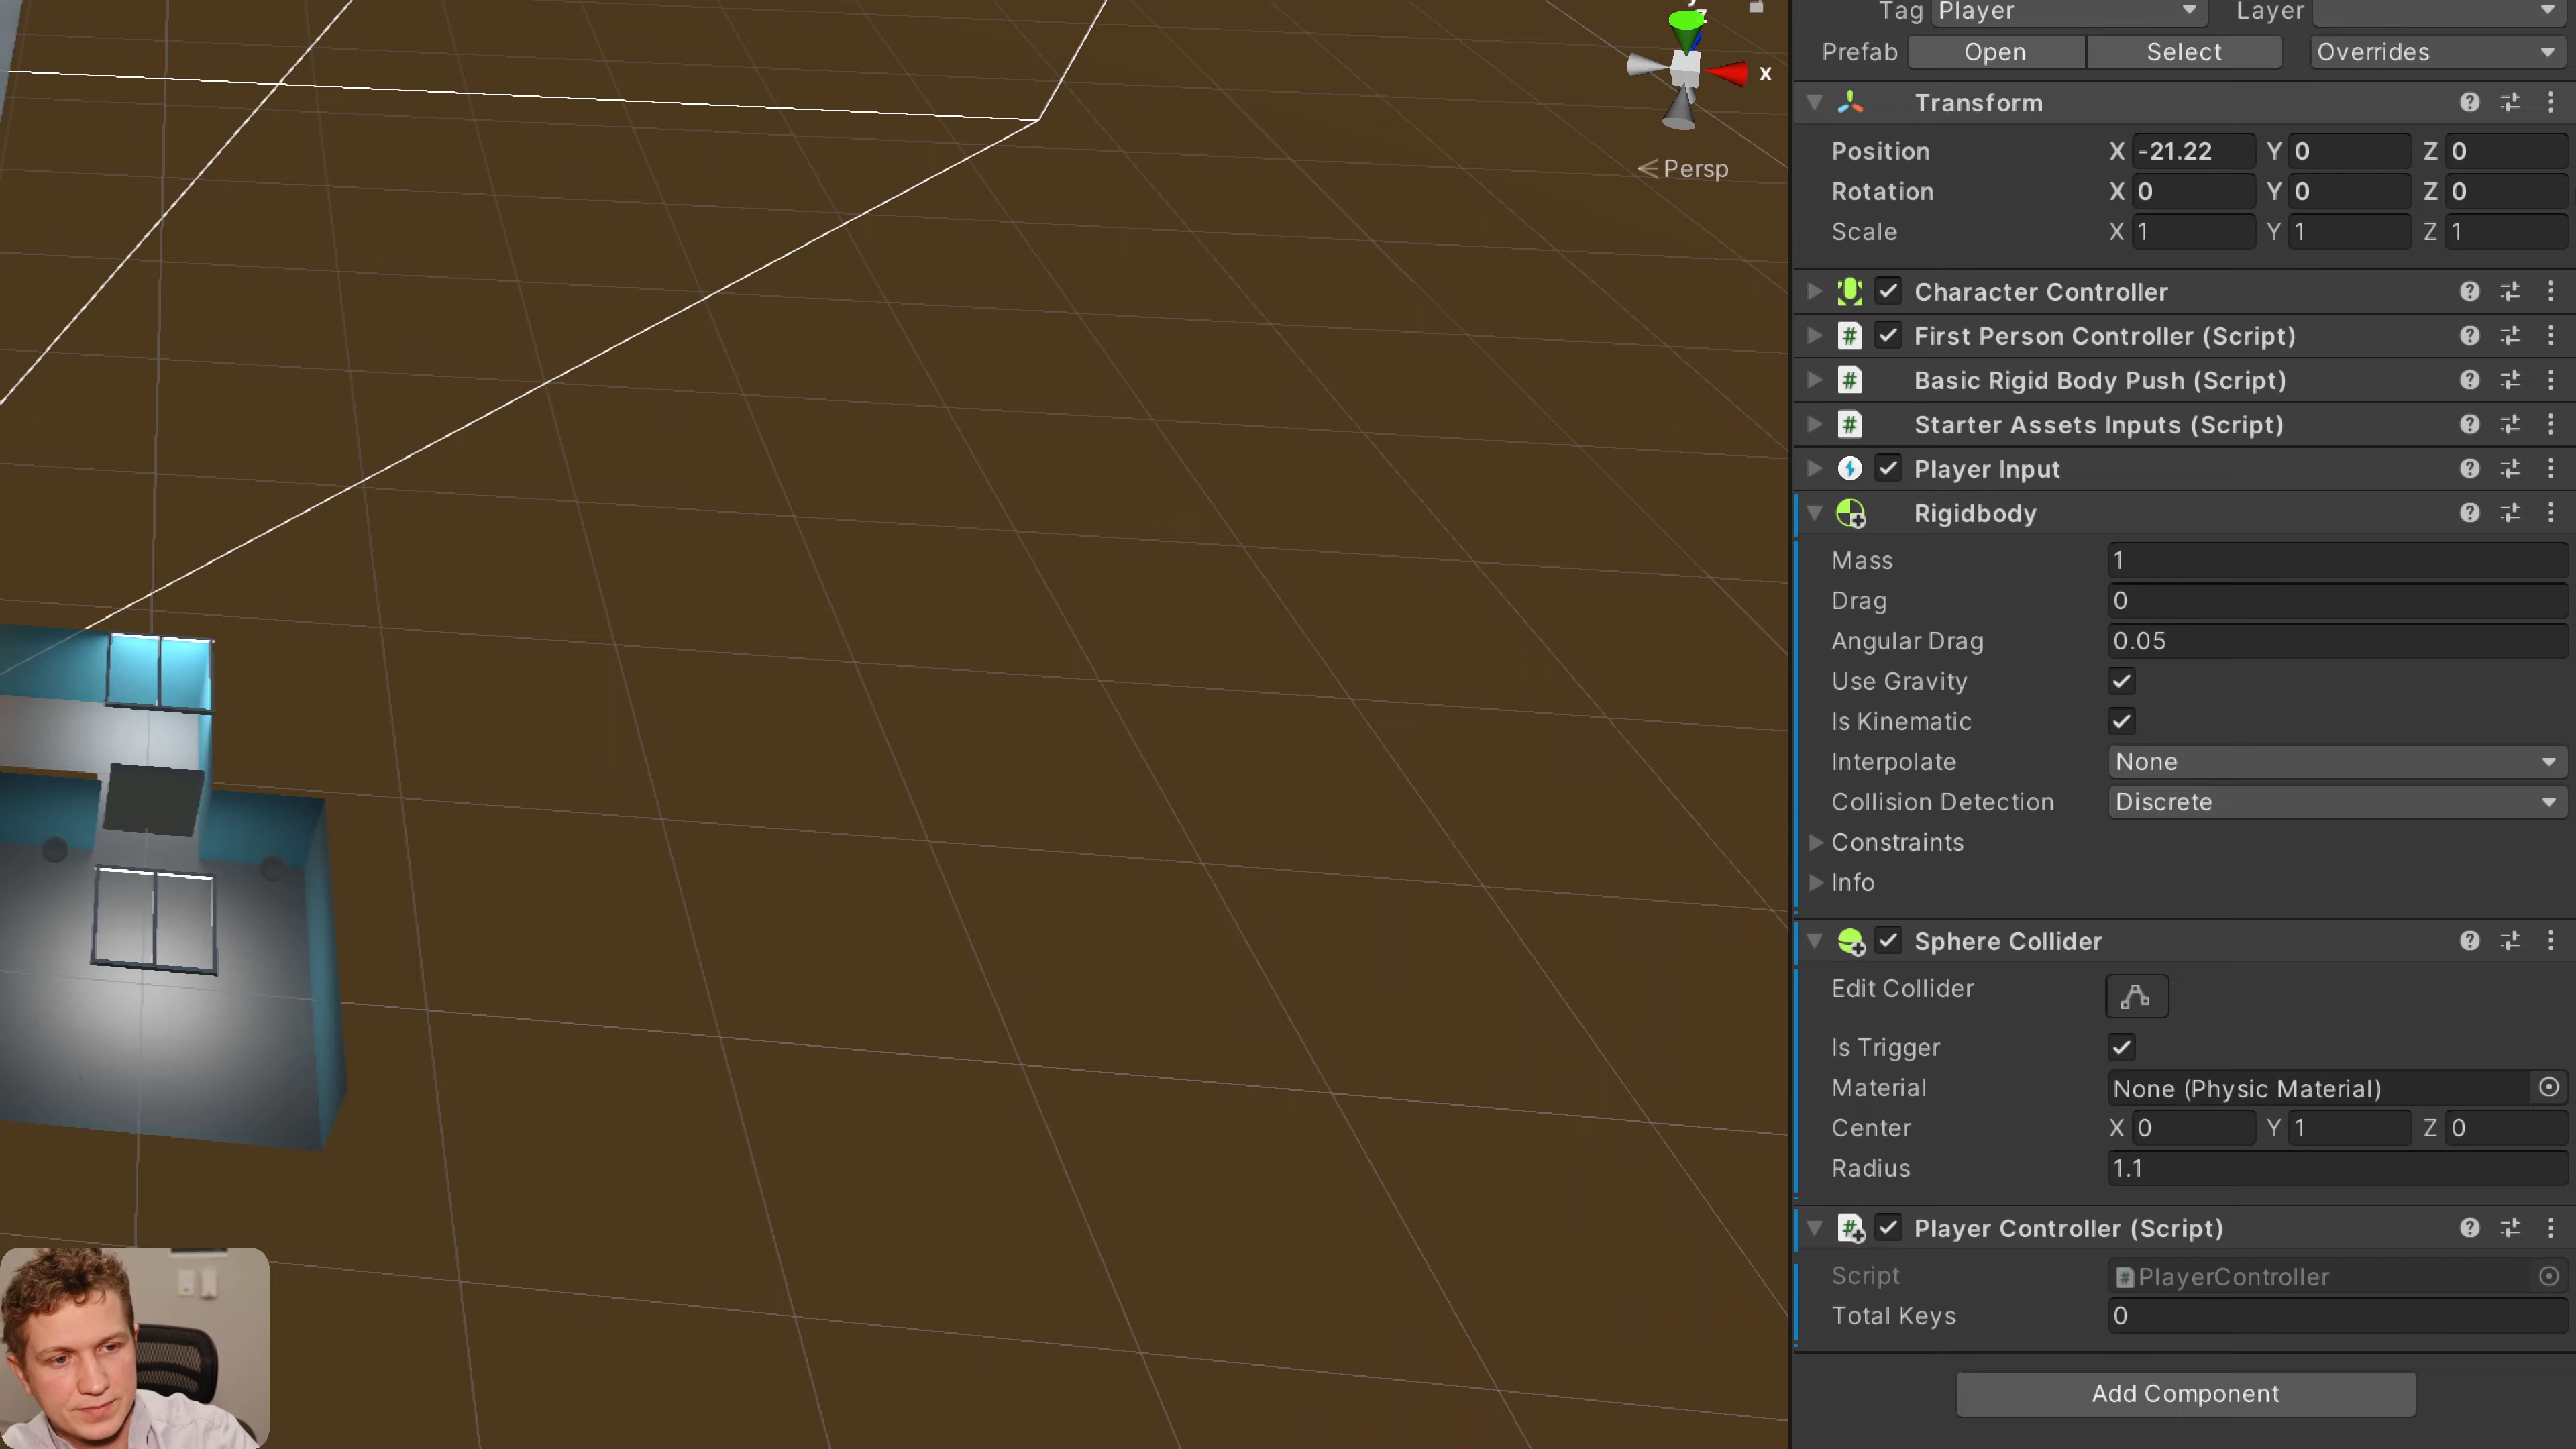 Tag Player Layer
Prefab Open Select Overrides
Transform
Position X -21.22 Y 0 Z 0
Rotation X 0 Y 0 Z 0
Scale X 1 Y 1 Z 1
Character Controller
# First Person Controller (Script)
# Basic Rigid Body Push (Script)
# Starter Assets Inputs (Script)
Player Input
Rigidbody
Mass 1
Drag 0
Angular Drag 0.05
Use Gravity
Is Kinematic
Interpolate None
Collision Detection Discrete
Constraints
Info
Sphere Collider
Edit Collider
Is Trigger
Material None (Physic Material)
Center X 0 Y 1 Z 0
Radius 1.1
# Player Controller (Script)
Script # PlayerController
Total Keys 0
Add Component
y
z
x
< Persp